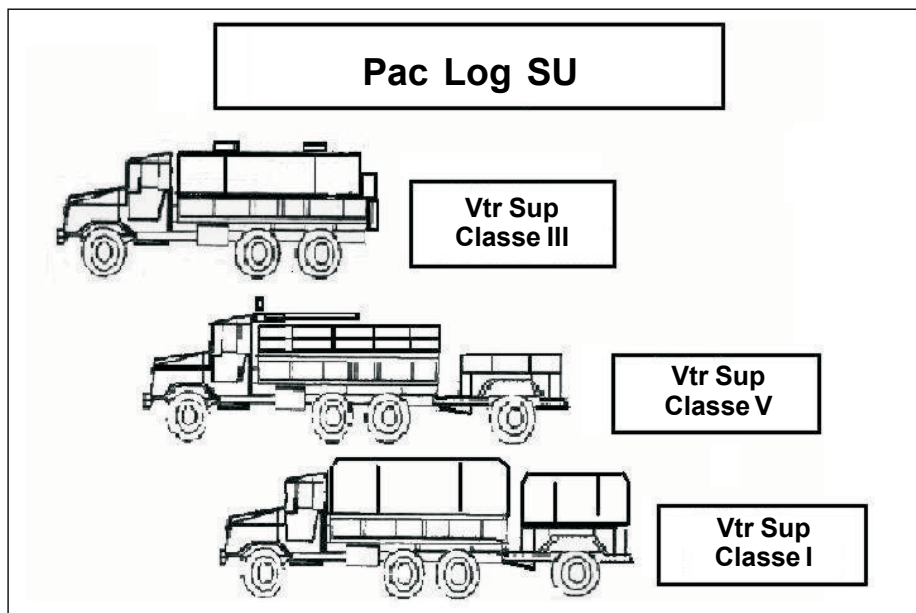 Pac Log SU
Vtr Sup
Classe III
Vtr Sup
Classe V
Vtr Sup
Classe I